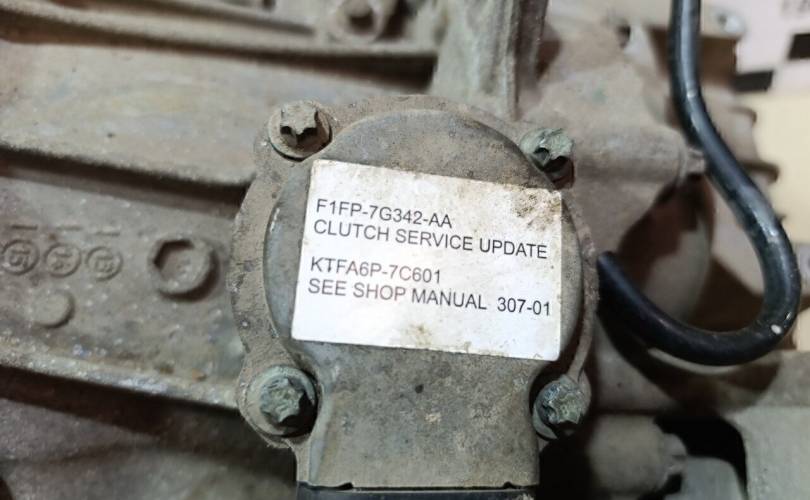 F1FP-7G342-AA
CLUTCH SERVICE UPDATE
KTFA6P-7C601
SEE SHOP MANUAL 307-01